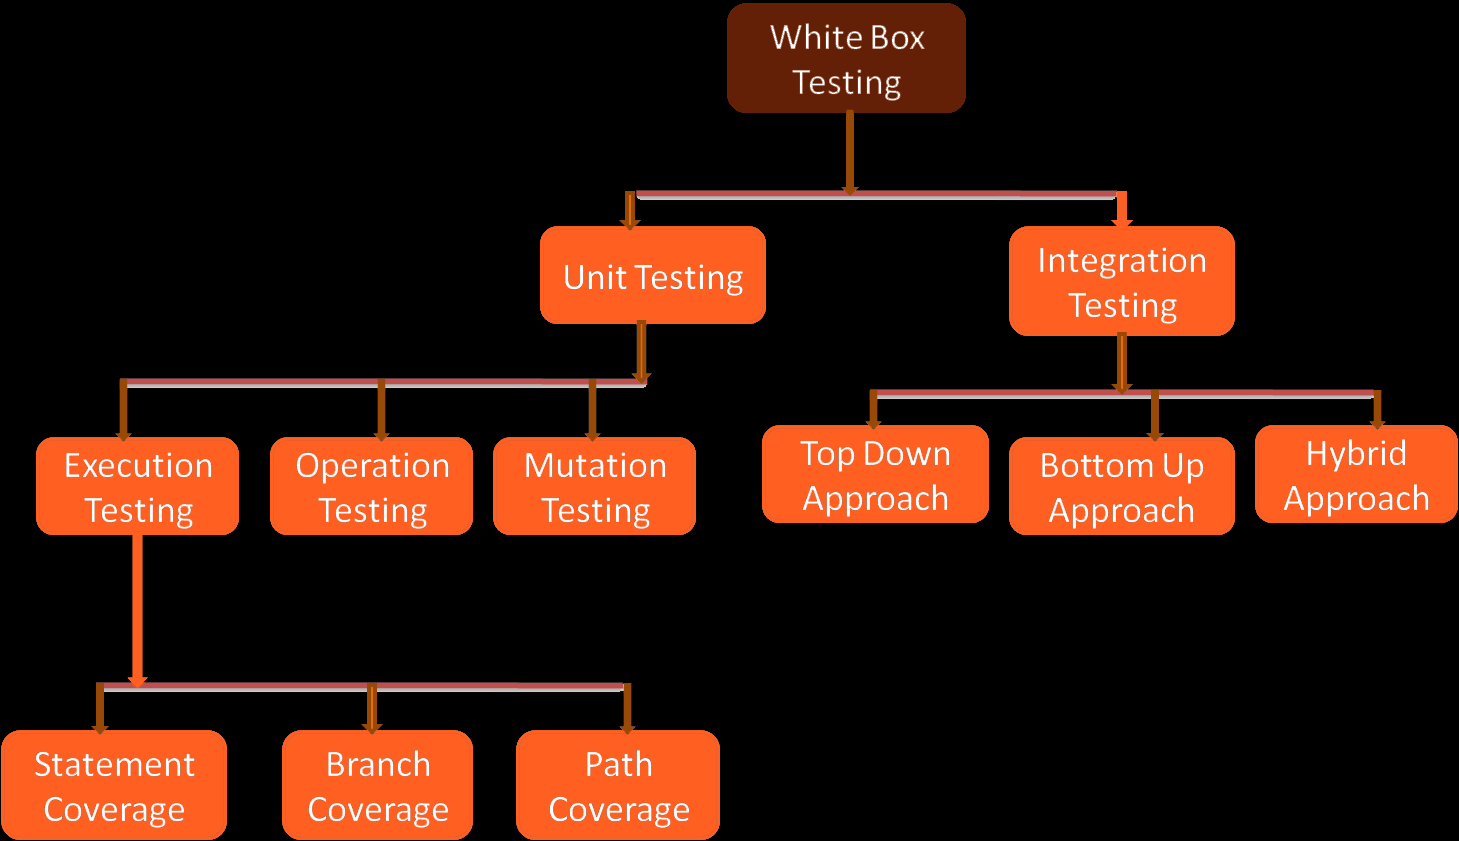 White Box
Testing
Unit Testing
Integration
Testing
Execution
Testing
Operation
Testing
Mutation
Testing
Top Down
Approach
Bottom Up
Approach
Hybrid
Approach
Statement
Coverage
Branch
Coverage
Path
Coverage